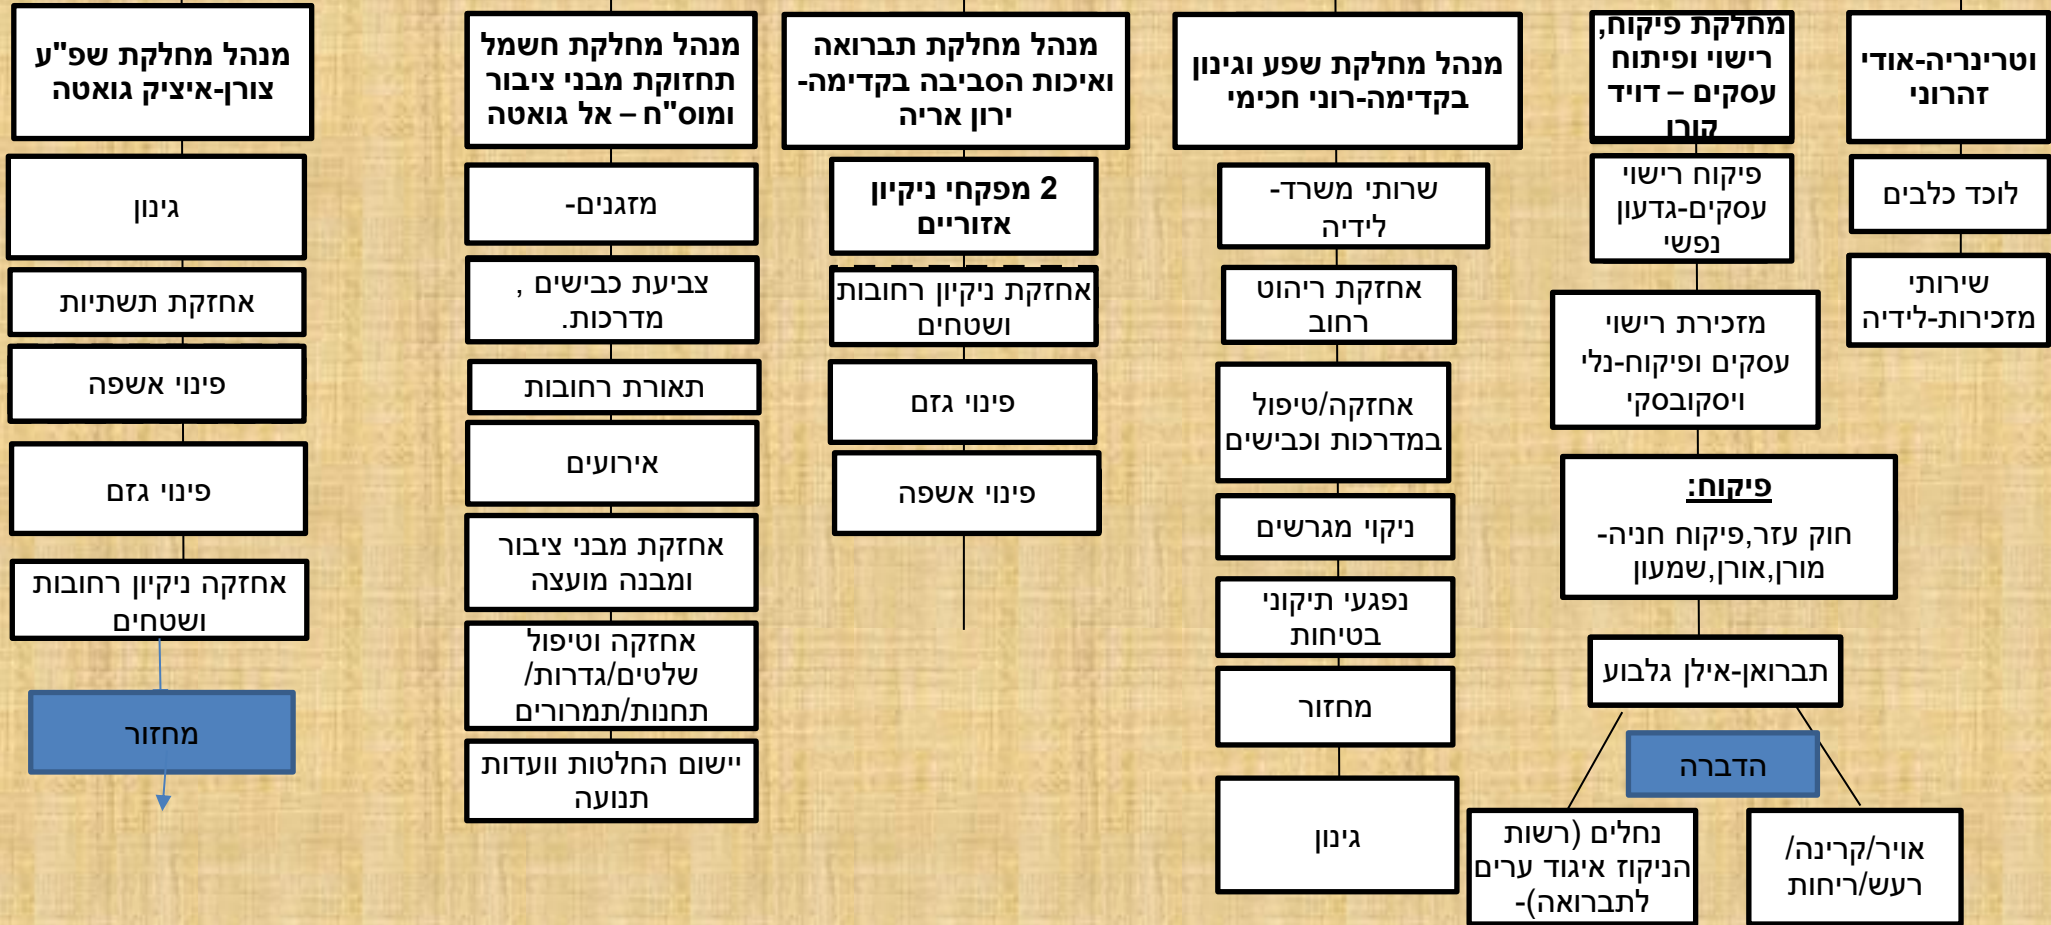 וטרינריה-אודי
זהרוני
לוכד כלבים
שירותי
מזכירות-לידיה
מחלקת פיקוח,
רישוי ופיתוח
עסקים – דויד
קורן
פיקוח רישוי
עסקים-גדעון
נפשי
מזכירת רישוי
עסקים ופיקוח-נלי
ויסקובסקי
פיקוח:
חוק עזר,פיקוח חניה-
מורן,אורן,שמעון
תברואן-אילן גלבוע
הדברה
אויר/קרינה/
רעש/ריחות
נחלים (רשות
הניקוז איגוד ערים
לתברואה)-
מנהל מחלקת שפע וגינון
בקדימה-רוני חכימי
שרותי משרד-
לידיה
אחזקת ריהוט
רחוב
אחזקה/טיפול
במדרכות וכבישים
ניקוי מגרשים
נפגעי תיקוני
בטיחות
מחזור
גינון
מנהל מחלקת תברואה
ואיכות הסביבה בקדימה-
ירון אריה
2 מפקחי ניקיון
אזוריים
אחזקת ניקיון רחובות
ושטחים
פינוי גזם
פינוי אשפה
מנהל מחלקת חשמל
תחזוקת מבני ציבור
ומוס"ח – אל גואטה
מזגנים-
צביעת כבישים ,
מדרכות.
תאורת רחובות
אירועים
אחזקת מבני ציבור
ומבנה מועצה
אחזקה וטיפול
שלטים/גדרות/
תחנות/תמרורים
יישום החלטות וועדות
תנועה
מנהל מחלקת שפ"ע
צורן-איציק גואטה
גינון
אחזקת תשתיות
פינוי אשפה
פינוי גזם
אחזקה ניקיון רחובות
ושטחים
מחזור